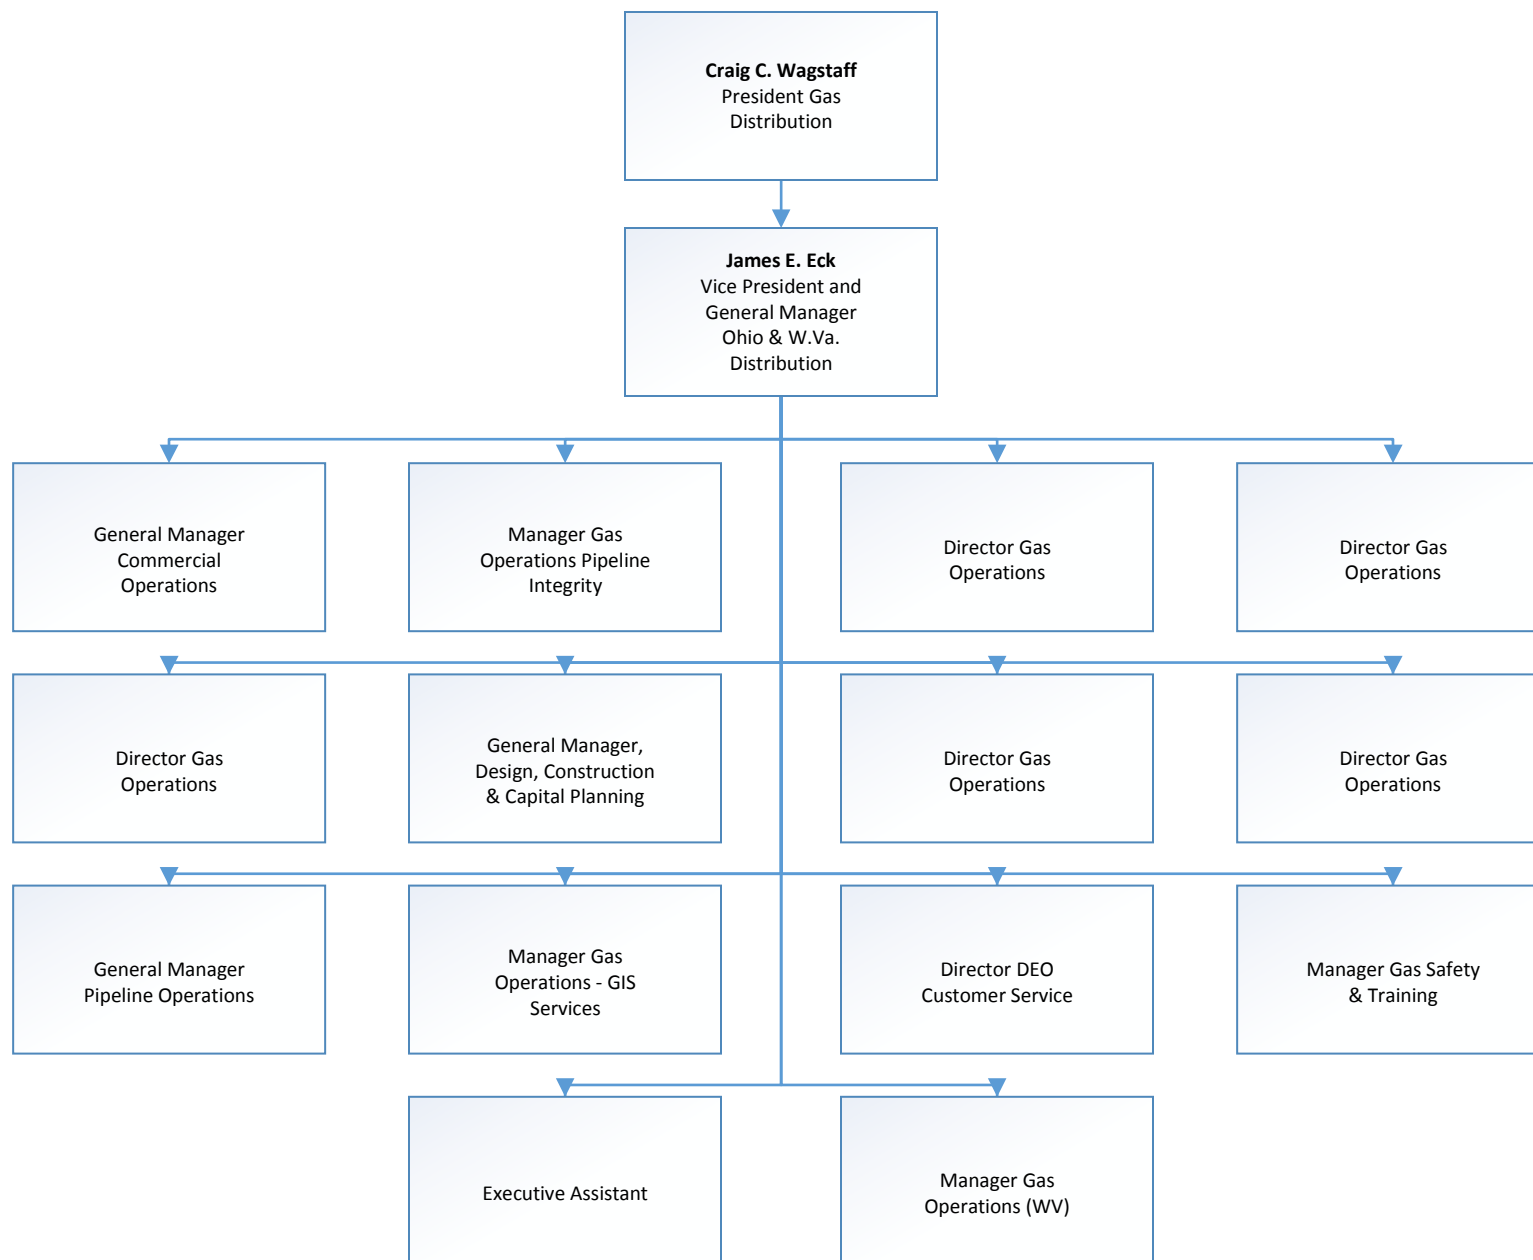 Craig C. Wagstaff
President Gas
Distribution
James E. Eck
Vice President and
General Manager
Ohio & W.Va.
Distribution
General Manager
Commercial
Operations
Manager Gas
Operations Pipeline
Integrity
Director Gas
Operations
Director Gas
Operations
Director Gas
Operations
General Manager,
Design, Construction
& Capital Planning
Director Gas
Operations
Director Gas
Operations
General Manager
Pipeline Operations
Manager Gas
Operations - GIS
Services
Director DEO
Customer Service
Manager Gas Safety
& Training
Executive Assistant
Manager Gas
Operations (WV)